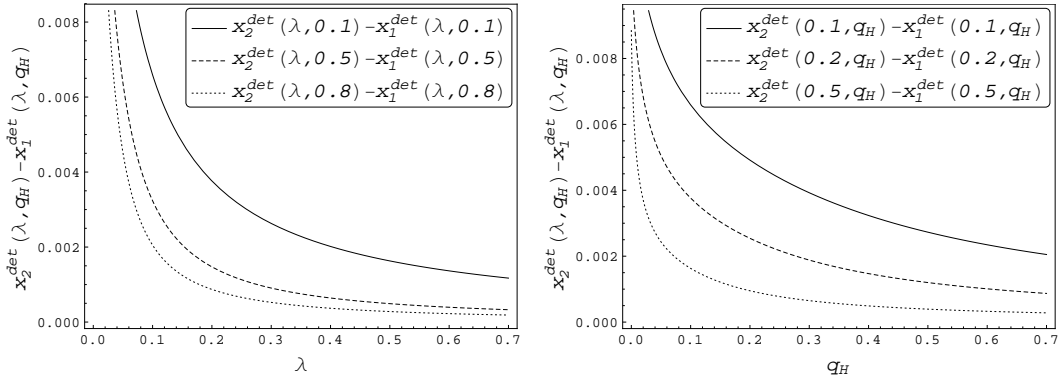 x_2^{det}(λ,0.1)-x_1^{det}(λ,0.1)
x_2^{det}(λ,0.5)-x_1^{det}(λ,0.5)
x_2^{det}(λ,0.8)-x_1^{det}(λ,0.8)
x_2^{det}(λ,q_H)-x_1^{det}(λ,q_H)
0.008
0.006
0.004
0.002
0.000
0.0 0.1 0.2 0.3 0.4 0.5 0.6 0.7
λ
x_2^{det}(0.1,q_H)-x_1^{det}(0.1,q_H)
x_2^{det}(0.2,q_H)-x_1^{det}(0.2,q_H)
x_2^{det}(0.5,q_H)-x_1^{det}(0.5,q_H)
x_2^{det}(λ,q_H)-x_1^{det}(λ,q_H)
0.008
0.006
0.004
0.002
0.000
0.0 0.1 0.2 0.3 0.4 0.5 0.6 0.7
q_H